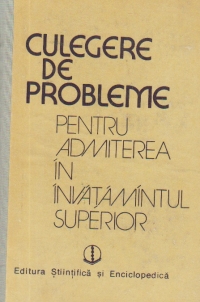 CULEGERE
DE
PROBLEME
PENTRU
ADMITEREA
ÎN
ÎNVĂȚĂMÎNTUL
SUPERIOR
Editura Științifică și Enciclopedică